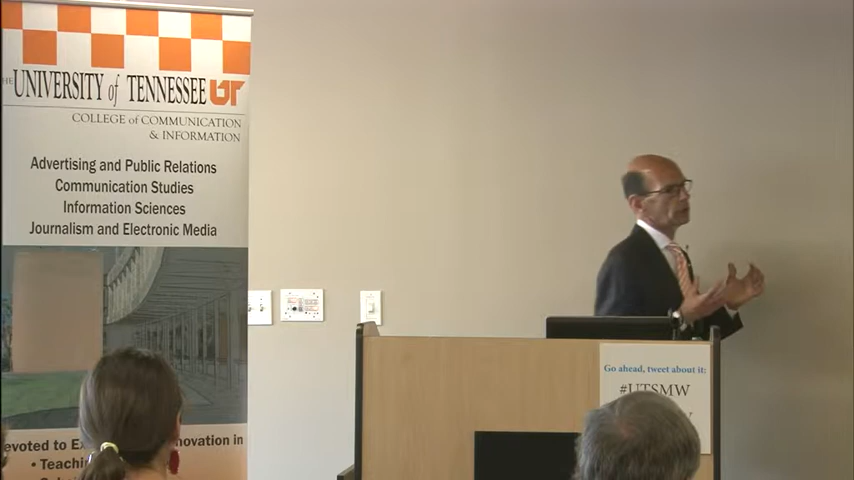 THE UNIVERSITY of TENNESSEE UT
COLLEGE of COMMUNICATION
& INFORMATION
Advertising and Public Relations
Communication Studies
Information Sciences
Journalism and Electronic Media
evoted to novation in
• Teachi
Go ahead, tweet about it:
#UTSMW